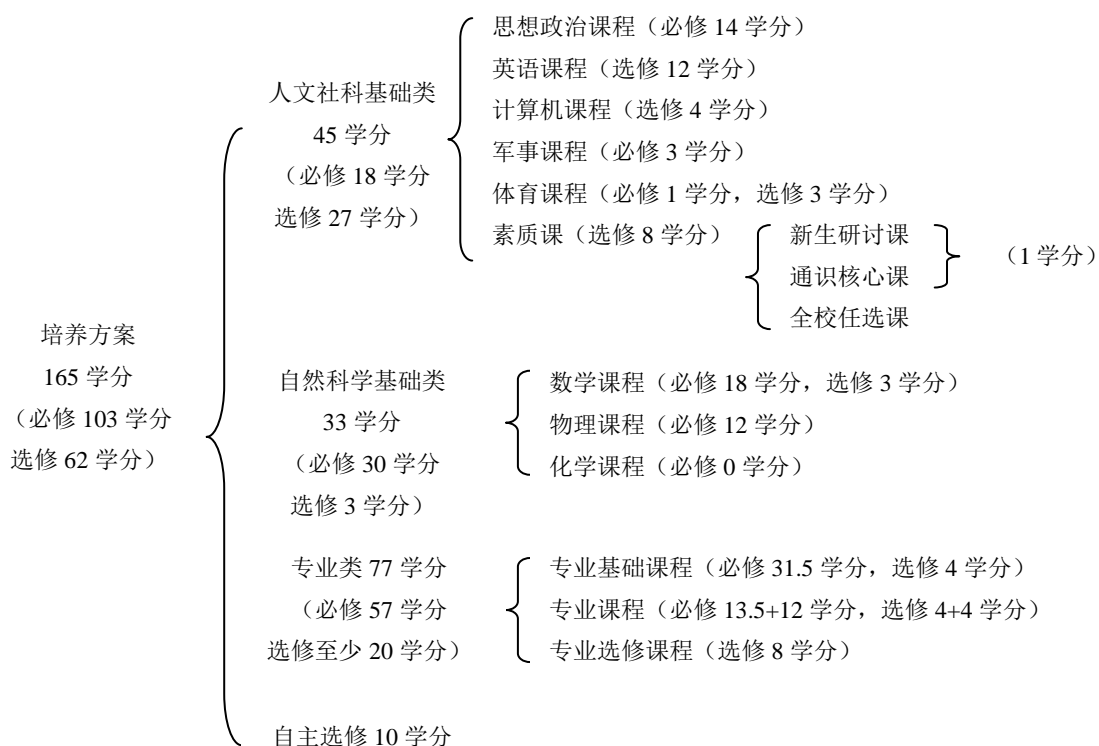 培养方案
165 学分
(必修 103 学分
选修 62 学分)
人文社科基础类
45 学分
(必修 18 学分
选修 27 学分)
思想政治课程(必修 14 学分)
英语课程(选修 12 学分)
计算机课程(选修 4 学分)
军事课程(必修 3 学分)
体育课程(必修 1 学分,选修 3 学分)
素质课(选修 8 学分)
新生研讨课
通识核心课
(1 学分)
全校任选课
自然科学基础类
33 学分
(必修 30 学分
选修 3 学分)
数学课程(必修 18 学分,选修 3 学分)
物理课程(必修 12 学分)
化学课程(必修 0 学分)
专业类 77 学分
(必修 57 学分
选修至少 20 学分)
专业基础课程(必修 31.5 学分,选修 4 学分)
专业课程(必修 13.5+12 学分,选修 4+4 学分)
专业选修课程(选修 8 学分)
自主选修 10 学分